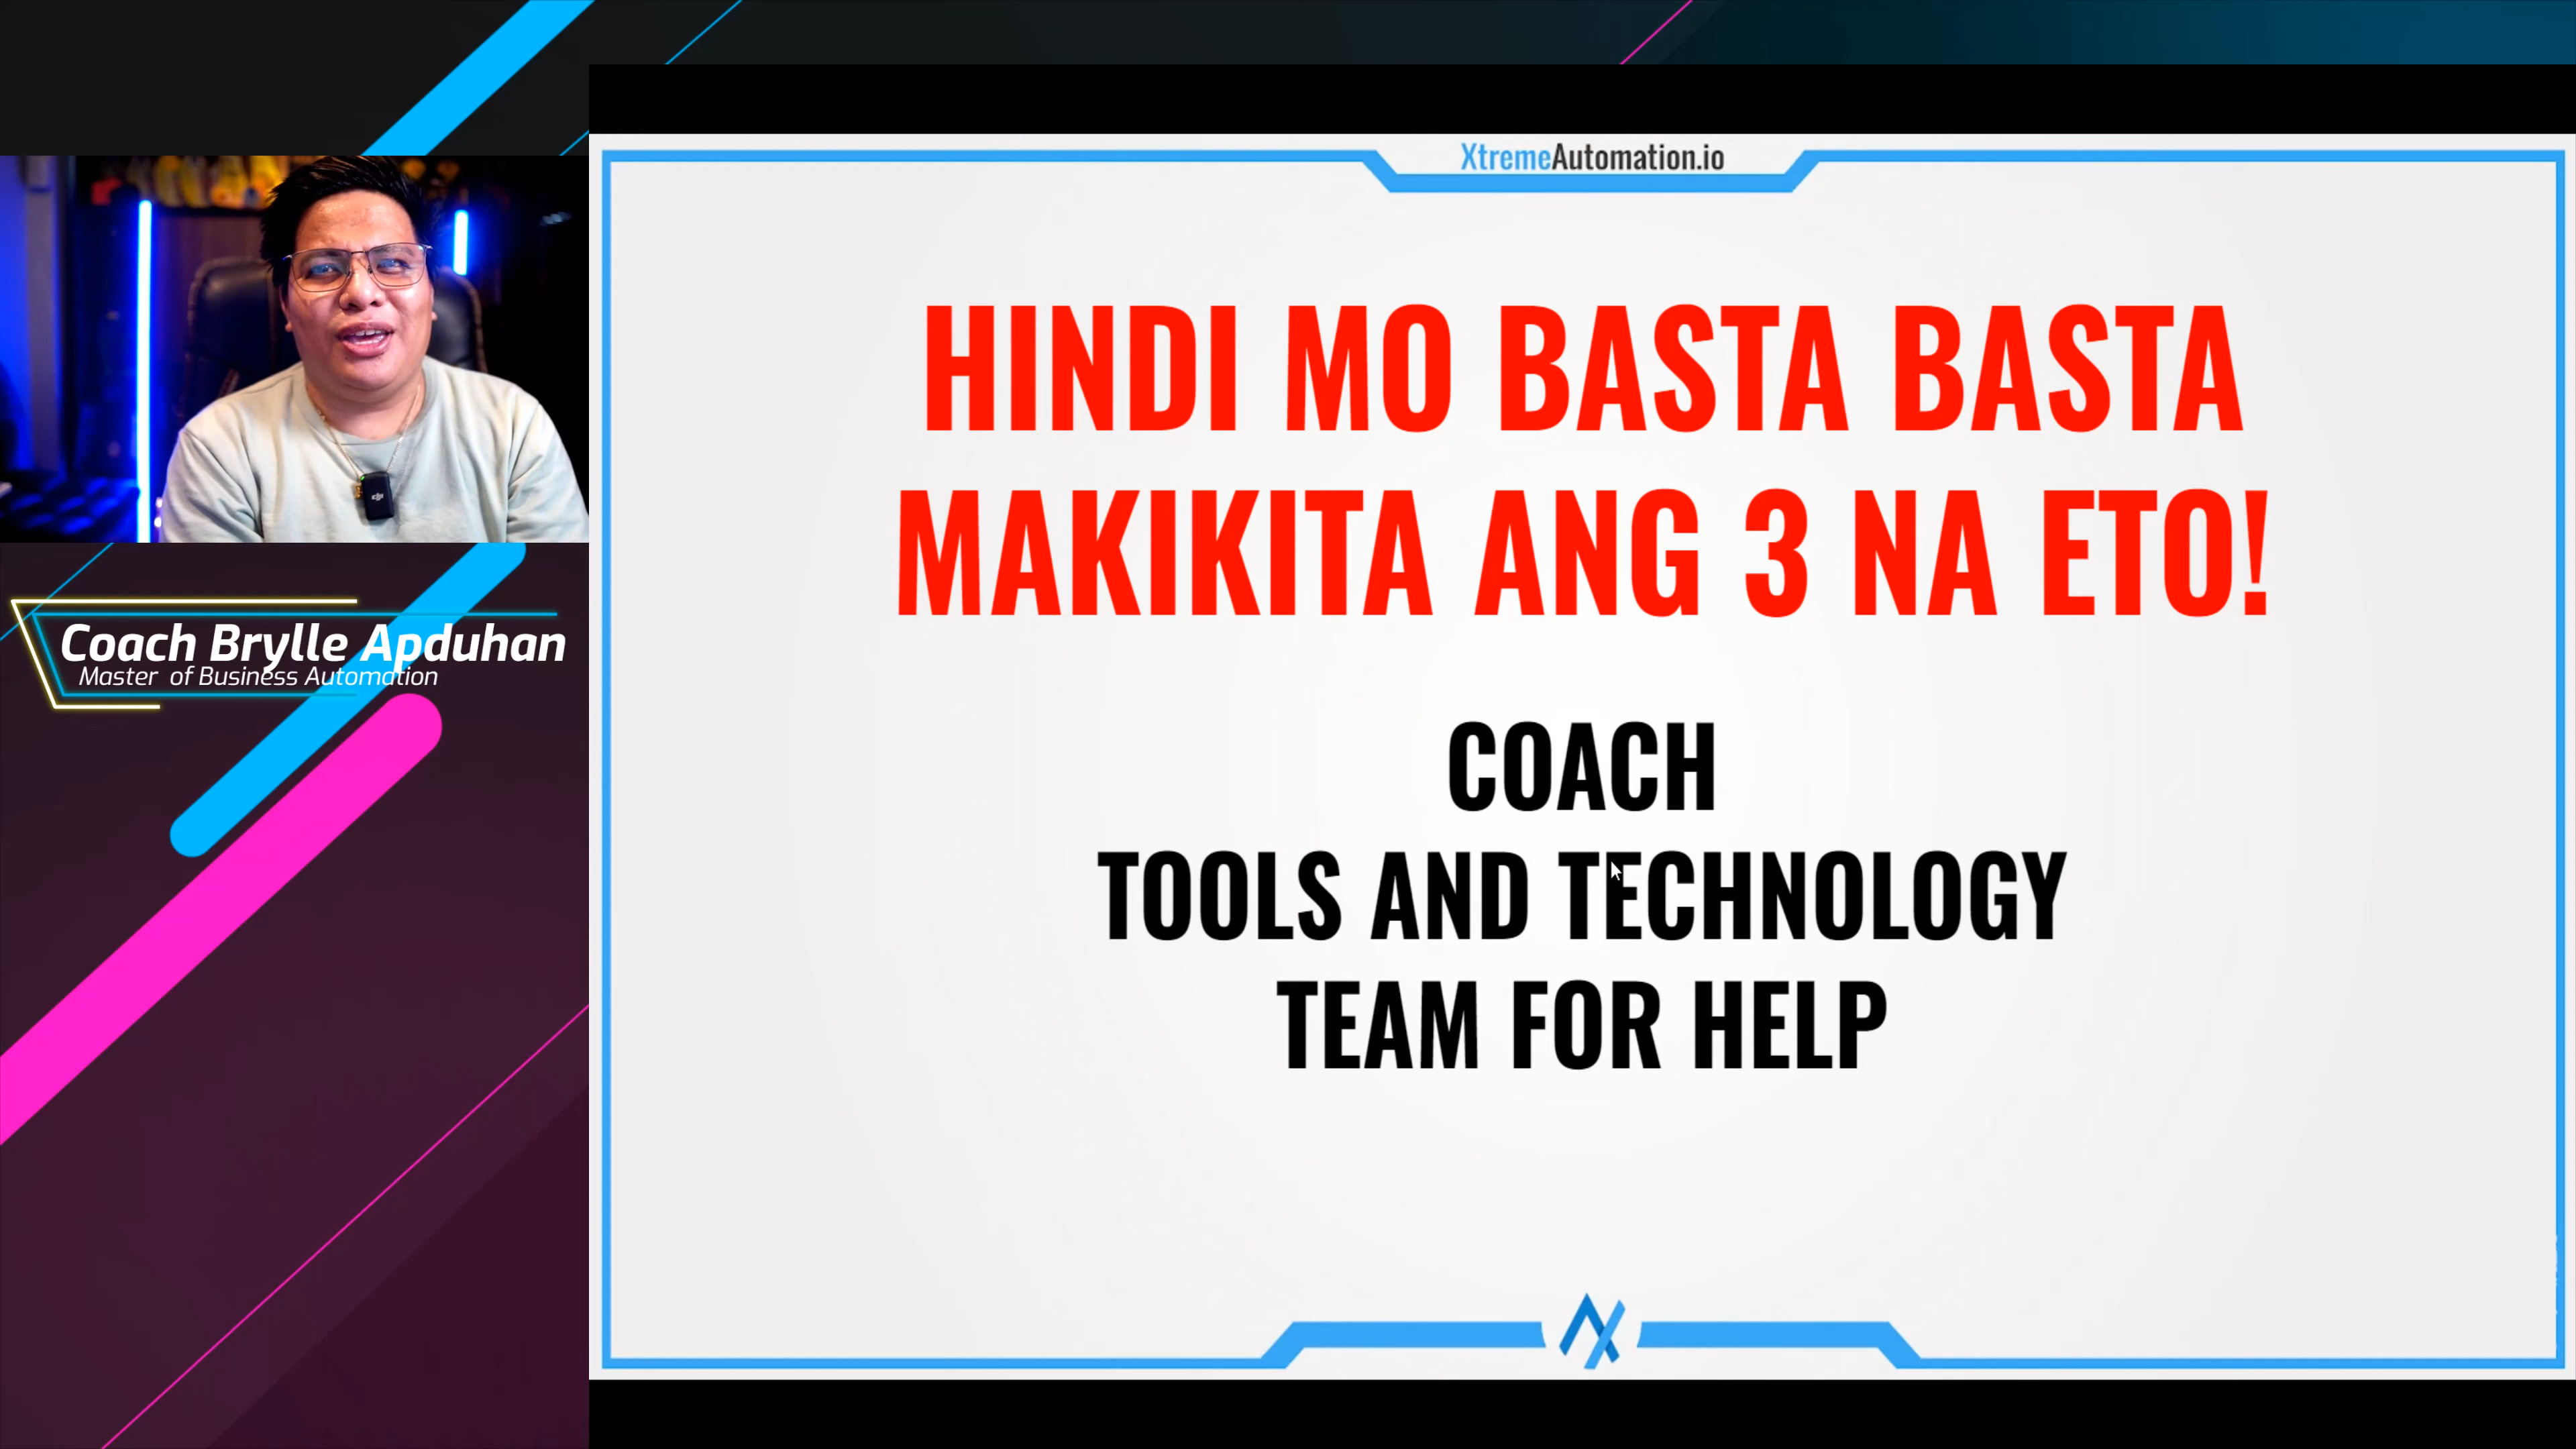 XtremeAutomation.io
HINDI MO BASTA BASTA
MAKIKITA ANG 3 NA ETO!
COACH
TOOLS AND TECHNOLOGY
TEAM FOR HELP
Coach Brylle Apduhan
Master of Business Automation
dji